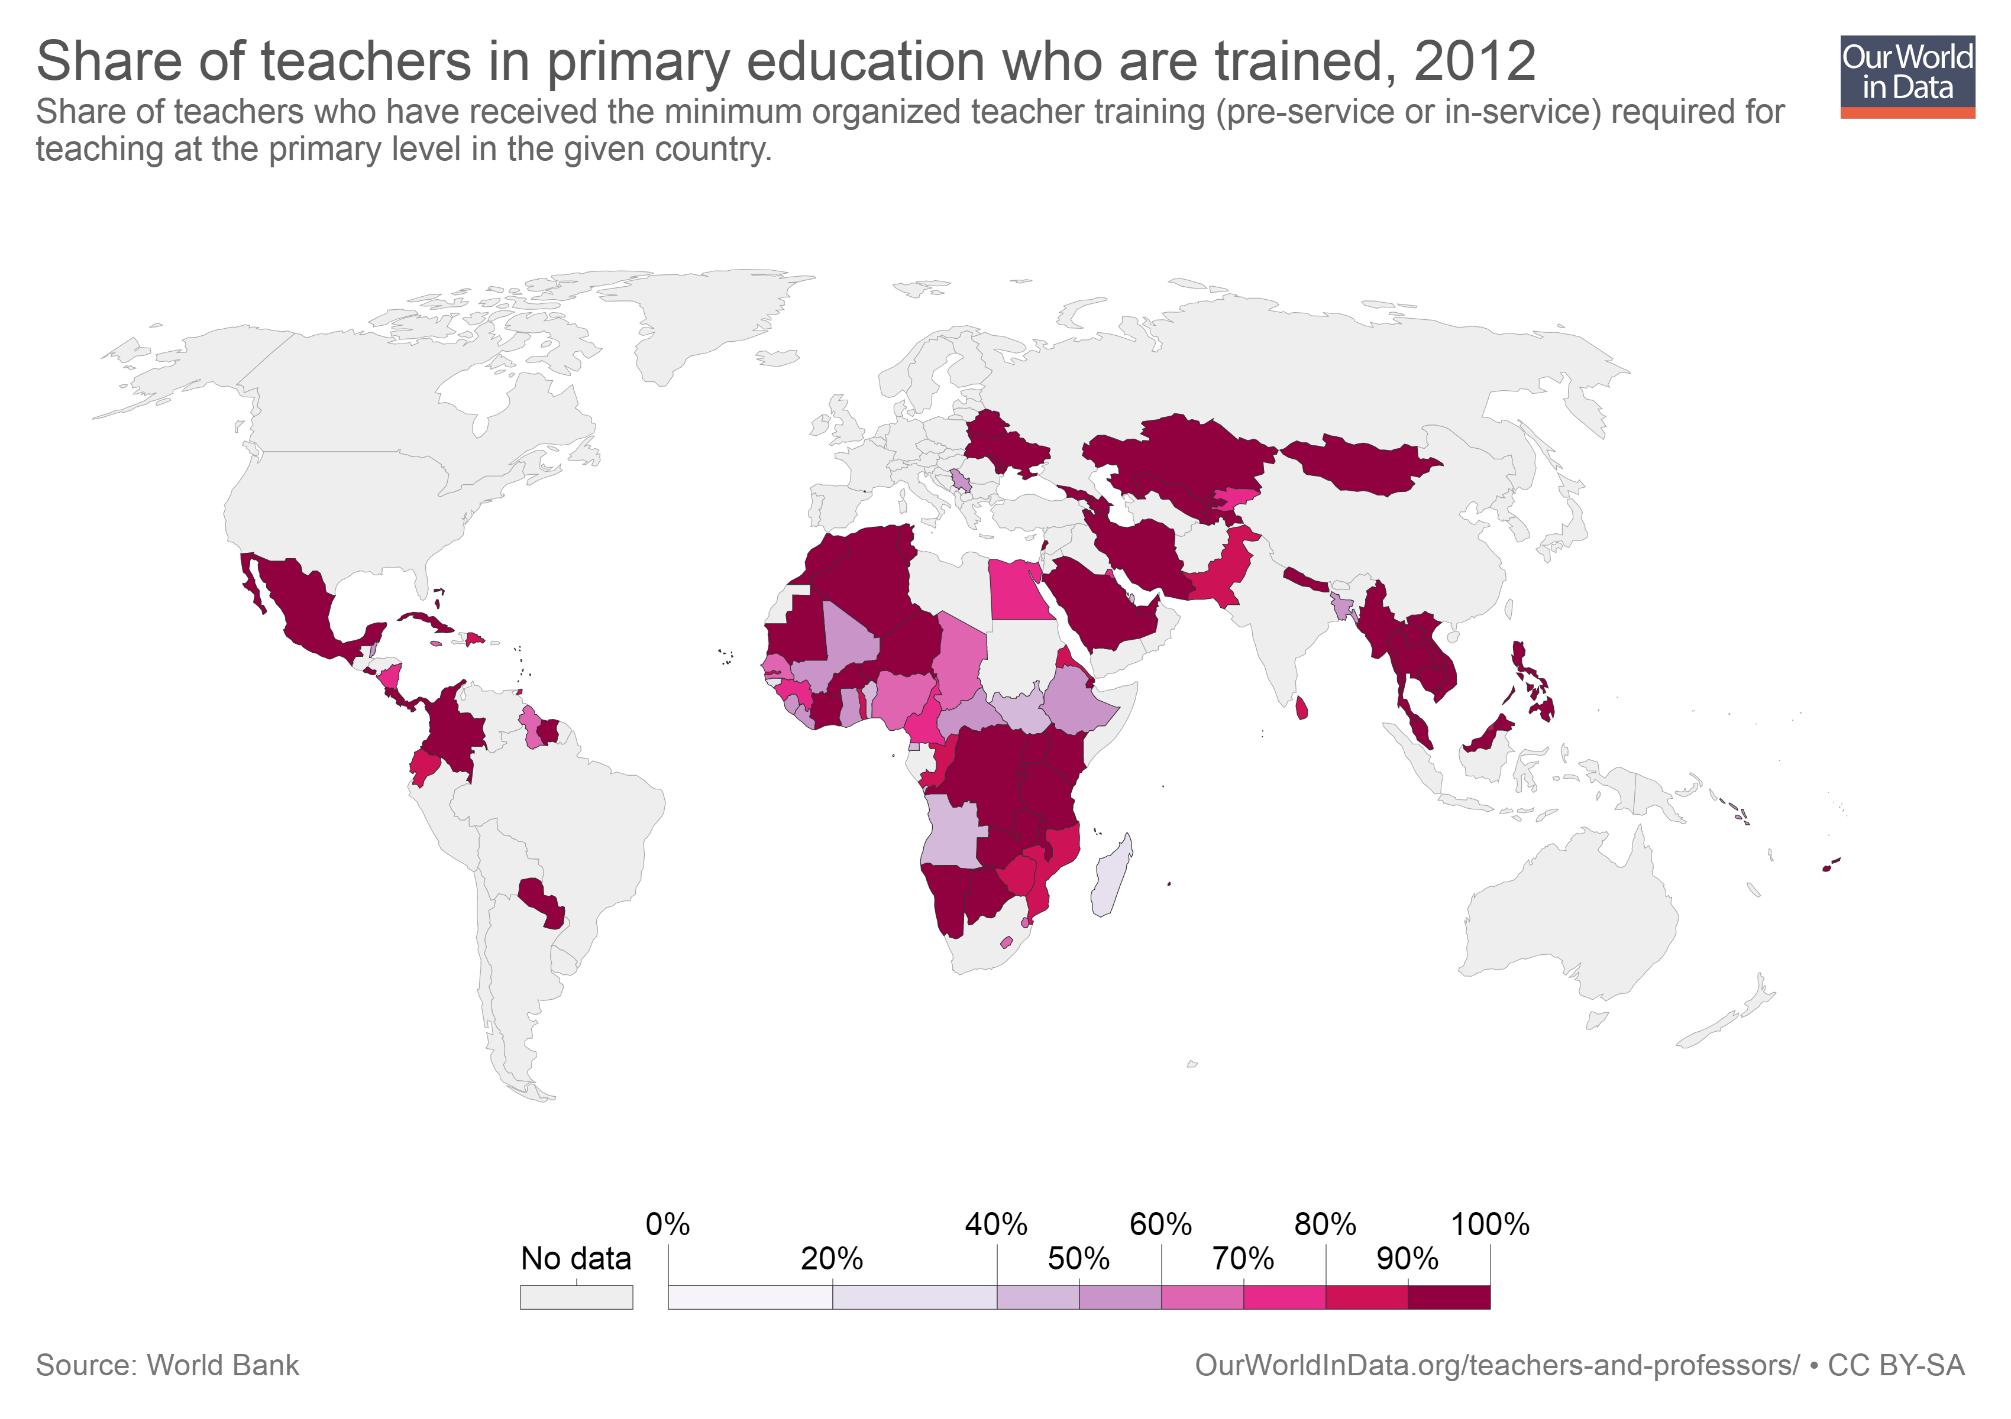 Share of teachers in primary education who are trained, 2012
Share of teachers who have received the minimum organized teacher training (pre-service or in-service) required for
teaching at the primary level in the given country.
Our World
in Data
0% 40% 60% 80% 100%
No data 20% 50% 70% 90%
Source: World Bank
OurWorldInData.org/teachers-and-professors/ • CC BY-SA